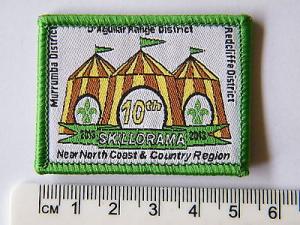 D'Aguilar Range District
Murrumba District
Redcliffe District
10th
2013 2013
SKILLORAMA
Near North Coast & Country Region
CM 1 2 3 4 5 6